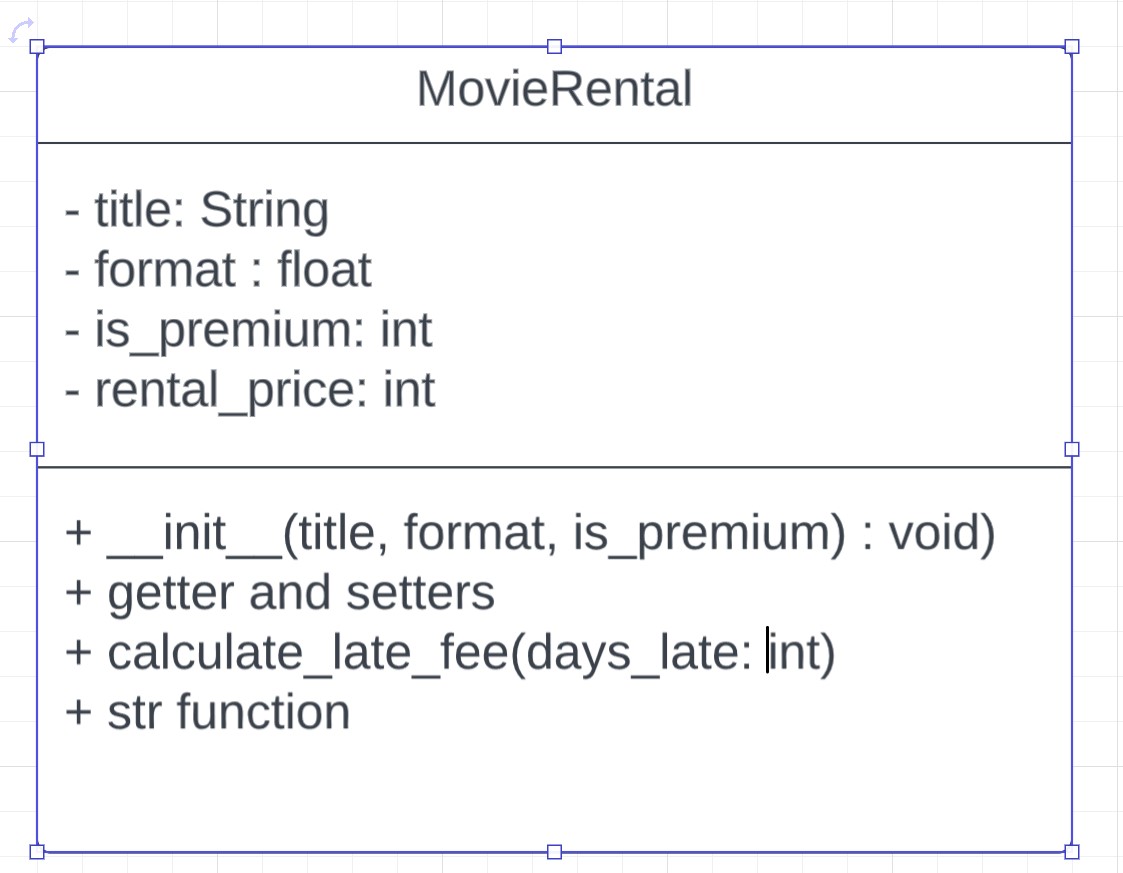 MovieRental
- title: String
- format : float
- is_premium: int
- rental_price: int
+ __init__(title, format, is_premium) : void)
+ getter and setters
+ calculate_late_fee(days_late: int)
+ str function